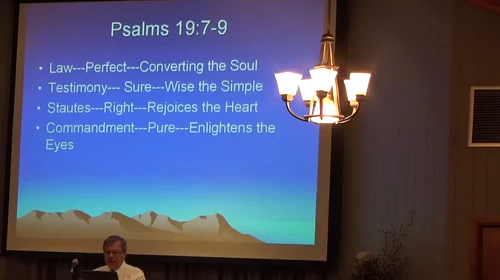 Psalms 19:7-9
• Law---Perfect---Converting the Soul
• Testimony--- Sure---Wise the Simple
• Stautes---Right---Rejoices the Heart
• Commandment---Pure---Enlightens the
Eyes